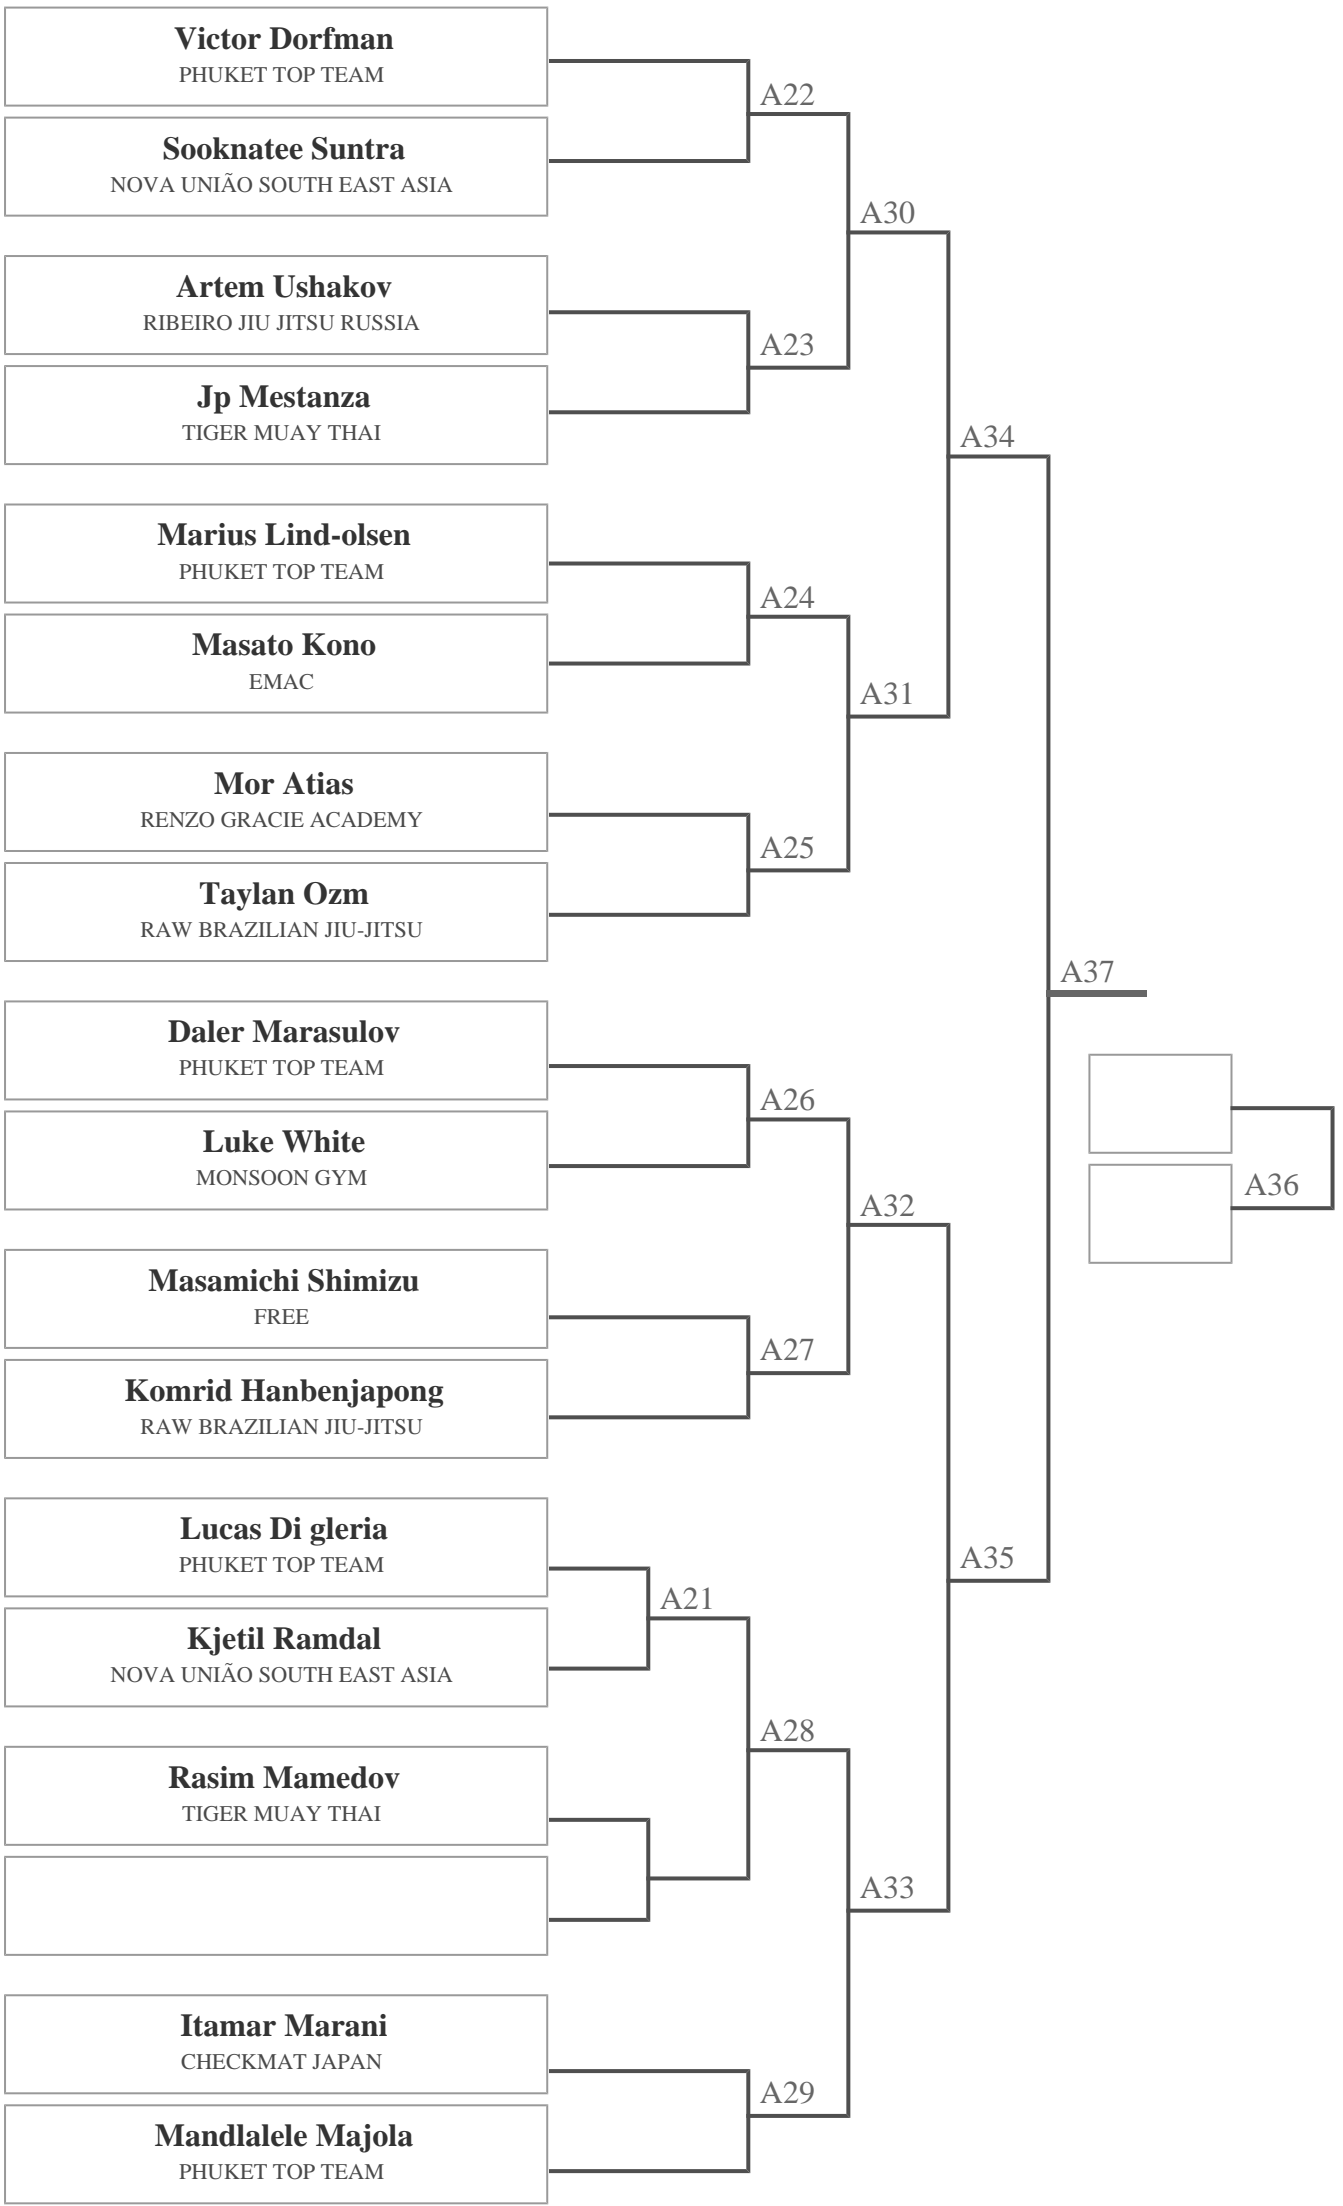 Victor Dorfman
PHUKET TOP TEAM
A22
Sooknatee Suntra
NOVA UNIÃO SOUTH EAST ASIA
A30
Artem Ushakov
RIBEIRO JIU JITSU RUSSIA
A23
Jp Mestanza
TIGER MUAY THAI
A34
Marius Lind-olsen
PHUKET TOP TEAM
A24
Masato Kono
EMAC
A31
Mor Atias
RENZO GRACIE ACADEMY
A25
Taylan Ozm
RAW BRAZILIAN JIU-JITSU
A37
Daler Marasulov
PHUKET TOP TEAM
A26
Luke White
MONSOON GYM
A36
A32
Masamichi Shimizu
FREE
A27
Komrid Hanbenjapong
RAW BRAZILIAN JIU-JITSU
Lucas Di gleria
PHUKET TOP TEAM
A35
A21
Kjetil Ramdal
NOVA UNIÃO SOUTH EAST ASIA
A28
Rasim Mamedov
TIGER MUAY THAI
A33
Itamar Marani
CHECKMAT JAPAN
A29
Mandlalele Majola
PHUKET TOP TEAM